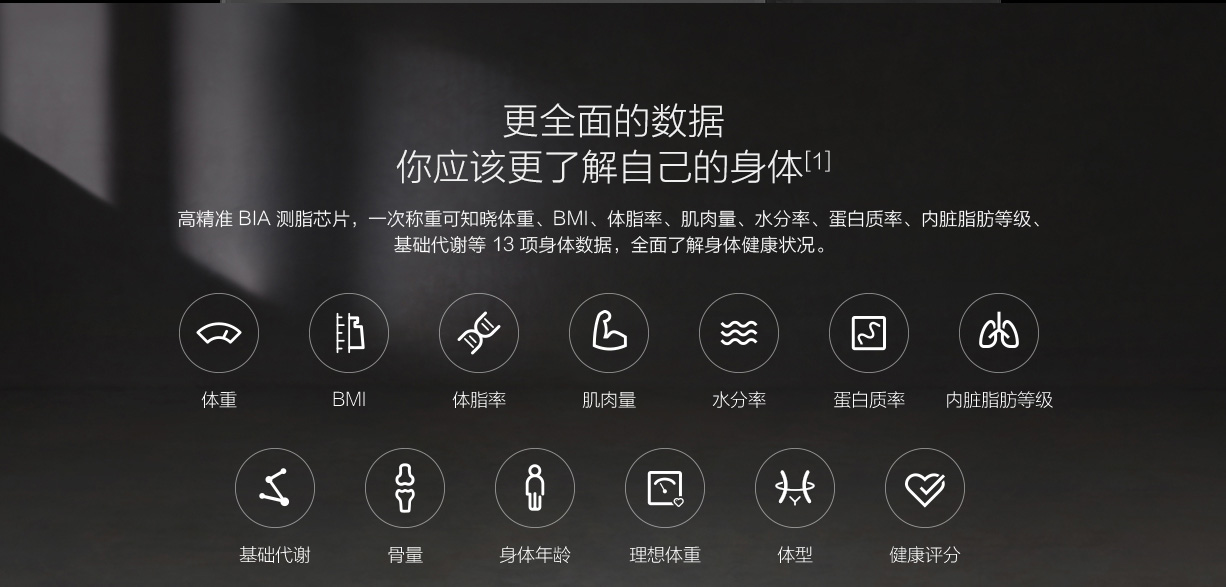 更全面的数据
你应该更了解自己的身体[1]
高精准 BIA 测脂芯片，一次称重可知晓体重、BMI、体脂率、肌肉量、水分率、蛋白质率、内脏脂肪等级、
基础代谢等 13 项身体数据，全面了解身体健康状况。
体重 BMI 体脂率 肌肉量 水分率 蛋白质率 内脏脂肪等级
基础代谢 骨量 身体年龄 理想体重 体型 健康评分